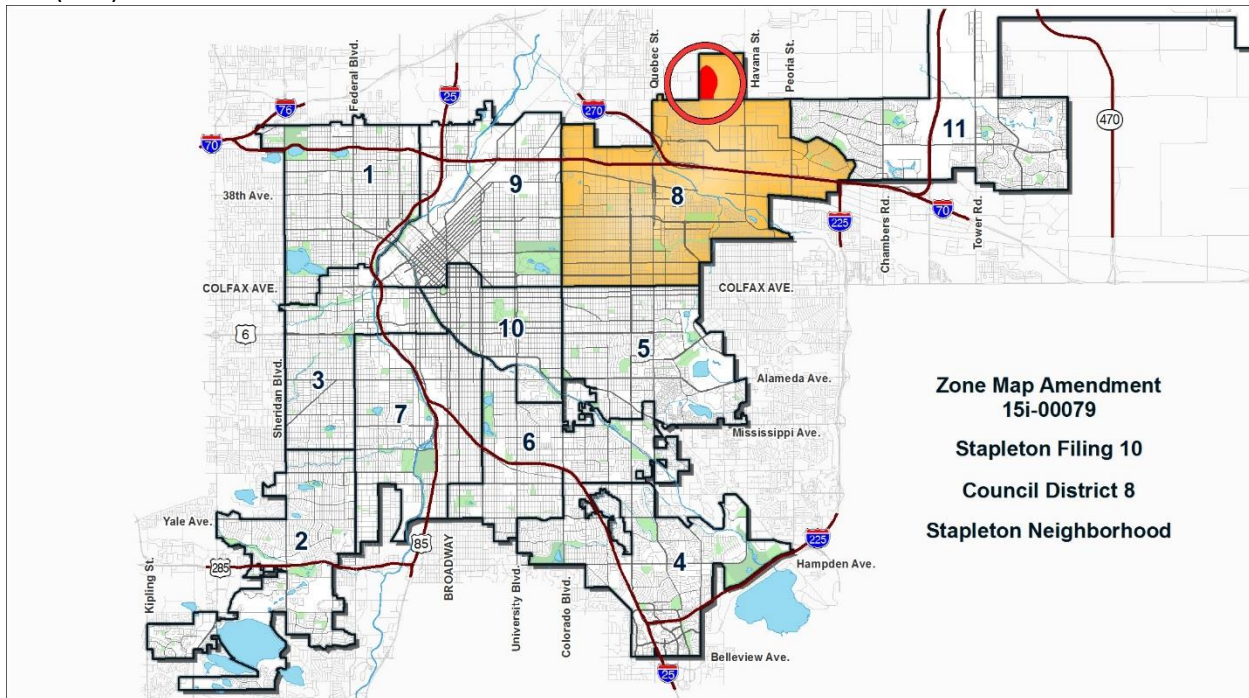 Quebec St.
Havana St.
Peoria St.
Federal Blvd.
25
76
270
470
70
11
1
9
8
38th Ave.
225
70
Chambers Rd.
Tower Rd.
COLFAX AVE.
COLFAX AVE.
6
10
5
3
Sheridan Blvd.
7
Alameda Ave.
6
Mississippi Ave.
Zone Map Amendment
15i-00079
Stapleton Filing 10
Council District 8
Stapleton Neighborhood
Yale Ave.
2
85
BROADWAY
4
225
Hampden Ave.
285
Kipling St.
University Blvd.
Colorado Blvd.
Belleview Ave.
25